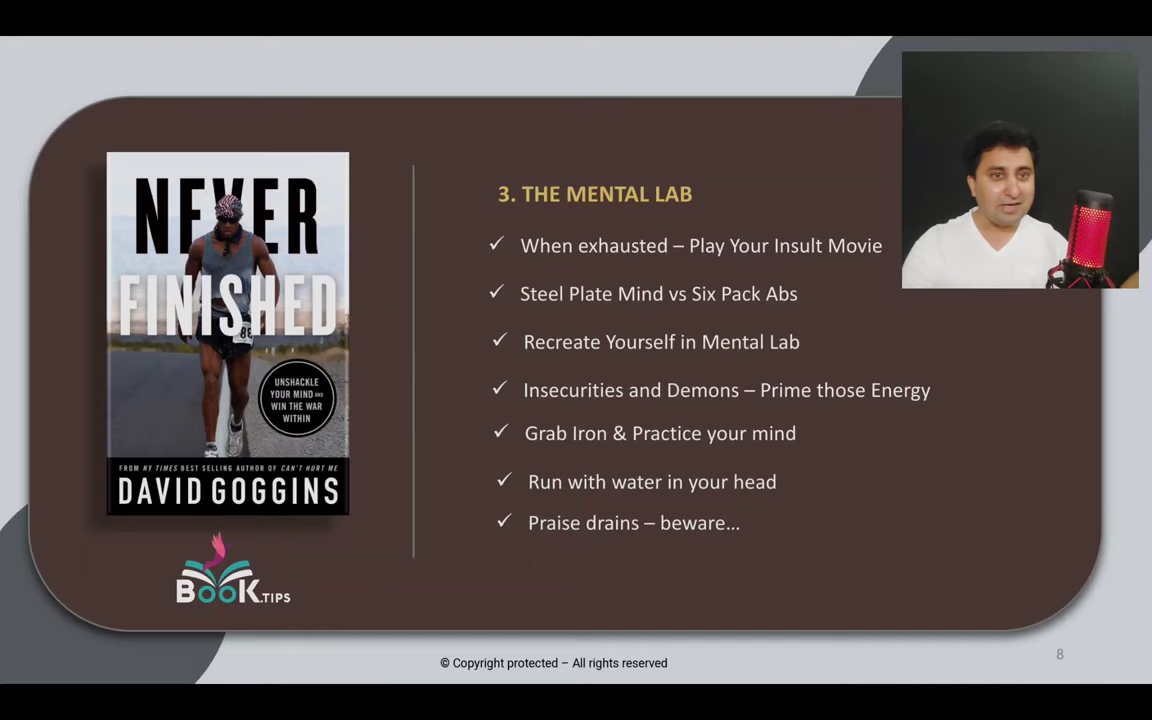 NEVER
FINISHED
UNSHACKLE
YOUR MIND AND
WIN THE WAR
WITHIN
FROM NY TIMES BEST SELLING AUTHOR OF CAN'T HURT ME
DAVID GOGGINS
BOOK.TIPS
3. THE MENTAL LAB
✓ When exhausted – Play Your Insult Movie
✓ Steel Plate Mind vs Six Pack Abs
✓ Recreate Yourself in Mental Lab
✓ Insecurities and Demons – Prime those Energy
✓ Grab Iron & Practice your mind
✓ Run with water in your head
✓ Praise drains – beware...
© Copyright protected – All rights reserved
8